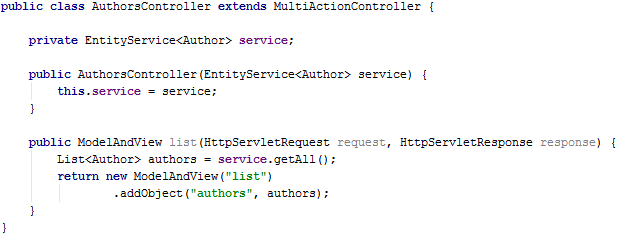 public class AuthorsController extends MultiActionController {
private EntityService<Author> service;
public AuthorsController(EntityService<Author> service) {
this.service = service;
}
public ModelAndView list(HttpServletRequest request, HttpServletResponse response) {
List<Author> authors = service.getAll();
return new ModelAndView("list")
.addObject("authors", authors);
}
}